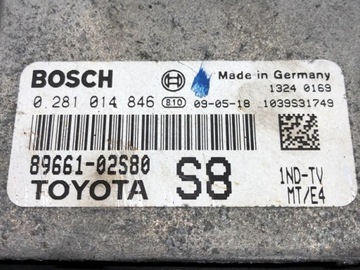 BOSCH Made in Germany
1324 0169
0 281 014 846 810 09-05-18 1039S31749
89661-02S80
TOYOTA S8
1ND-TV
MT/E4